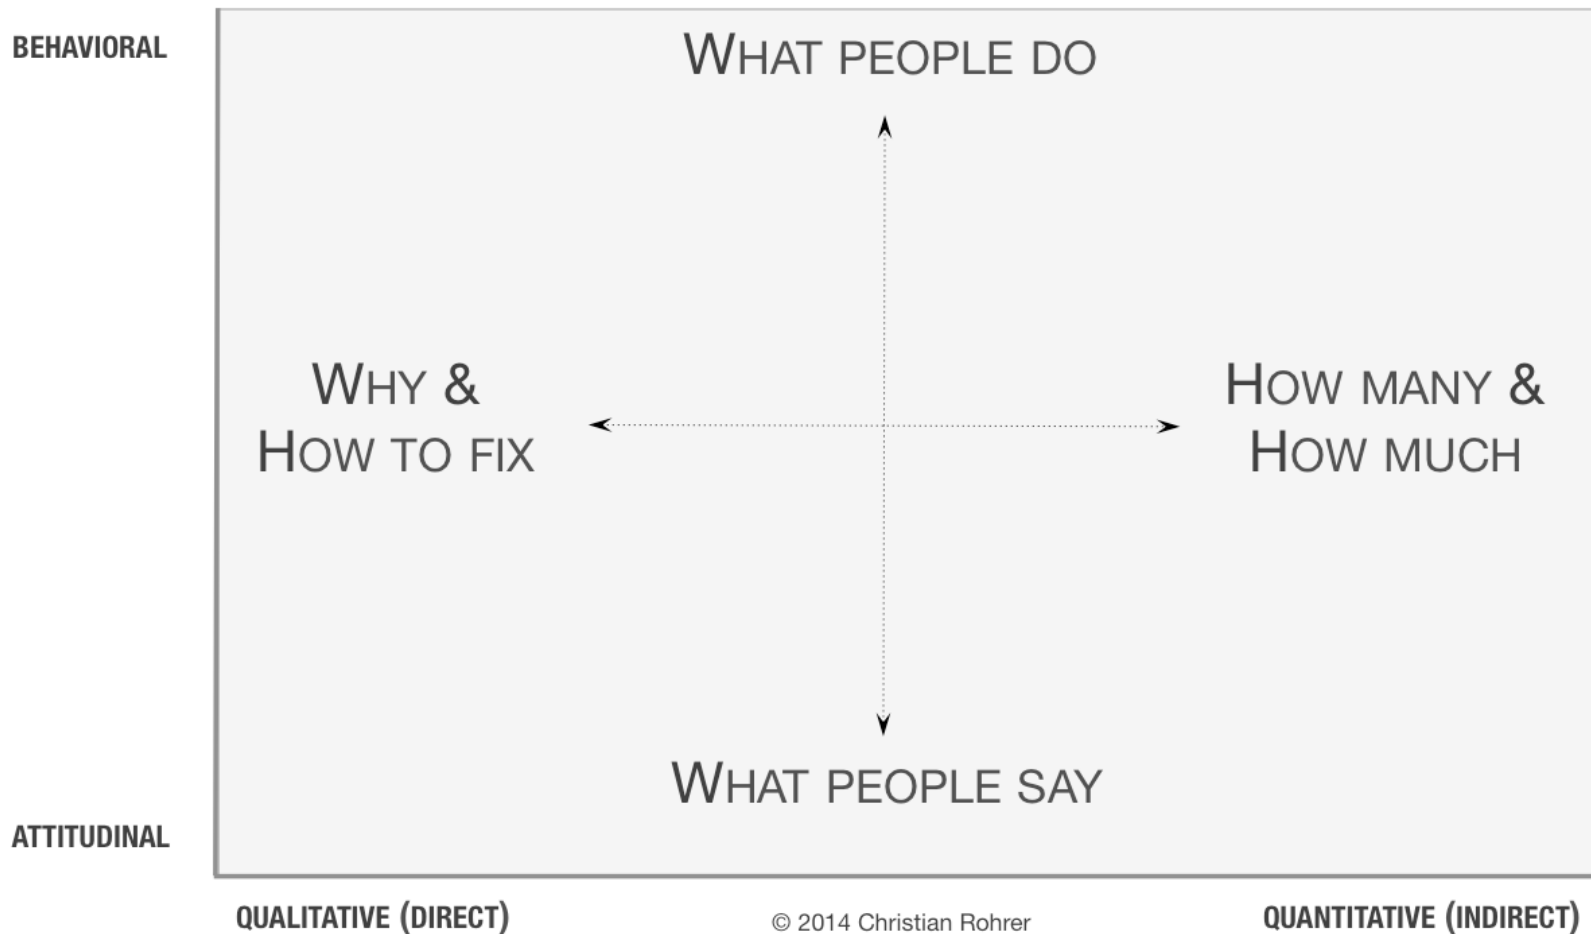 BEHAVIORAL
WHAT PEOPLE DO
WHY &
HOW TO FIX
HOW MANY &
HOW MUCH
WHAT PEOPLE SAY
ATTITUDINAL
QUALITATIVE (DIRECT)
© 2014 Christian Rohrer
QUANTITATIVE (INDIRECT)